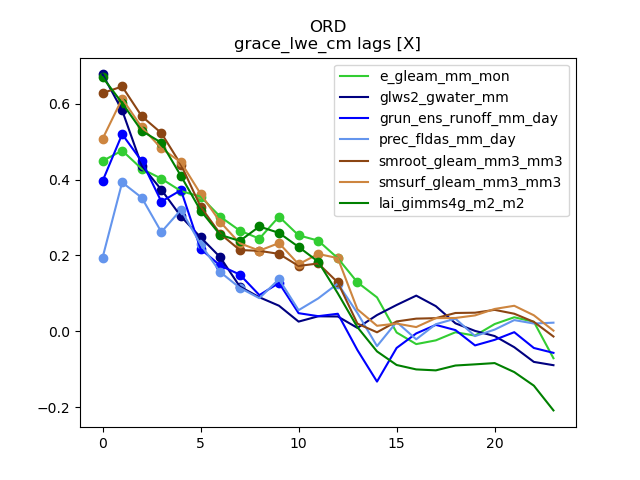 ORD
grace_lwe_cm lags [X]
e_gleam_mm_mon
glws2_gwater_mm
grun_ens_runoff_mm_day
prec_fldas_mm_day
smroot_gleam_mm3_mm3
smsurf_gleam_mm3_mm3
lai_gimms4g_m2_m2
0.6
0.4
0.2
0.0
−0.2
0 5 10 15 20